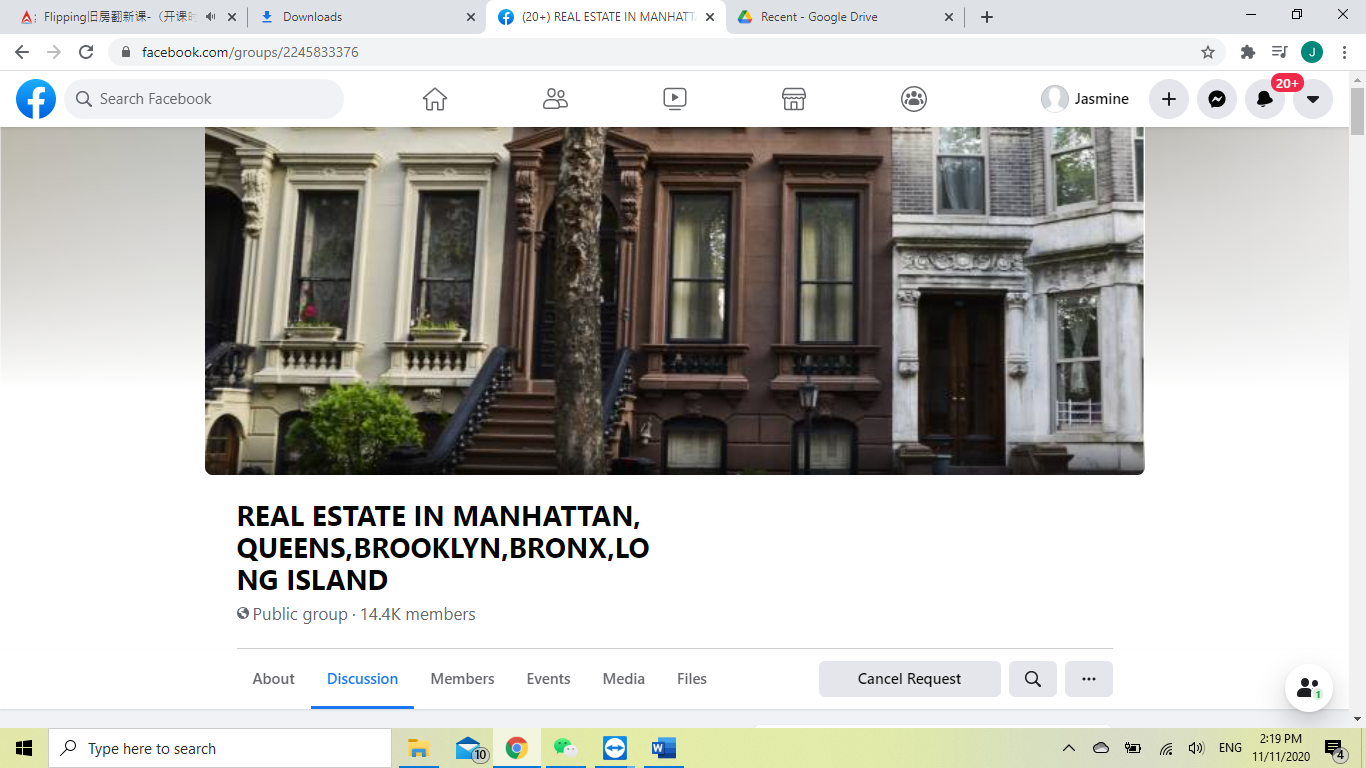 Flipping旧房翻新课-（开课时
Downloads
(20+) REAL ESTATE IN MANHATTA
Recent - Google Drive
facebook.com/groups/2245833376
J
Search Facebook
Jasmine
20+
REAL ESTATE IN MANHATTAN,
QUEENS,BROOKLYN,BRONX,LO
NG ISLAND
Public group · 14.4K members
About
Discussion
Members
Events
Media
Files
Cancel Request
1
Type here to search
10
ENG
2:19 PM
11/11/2020
4